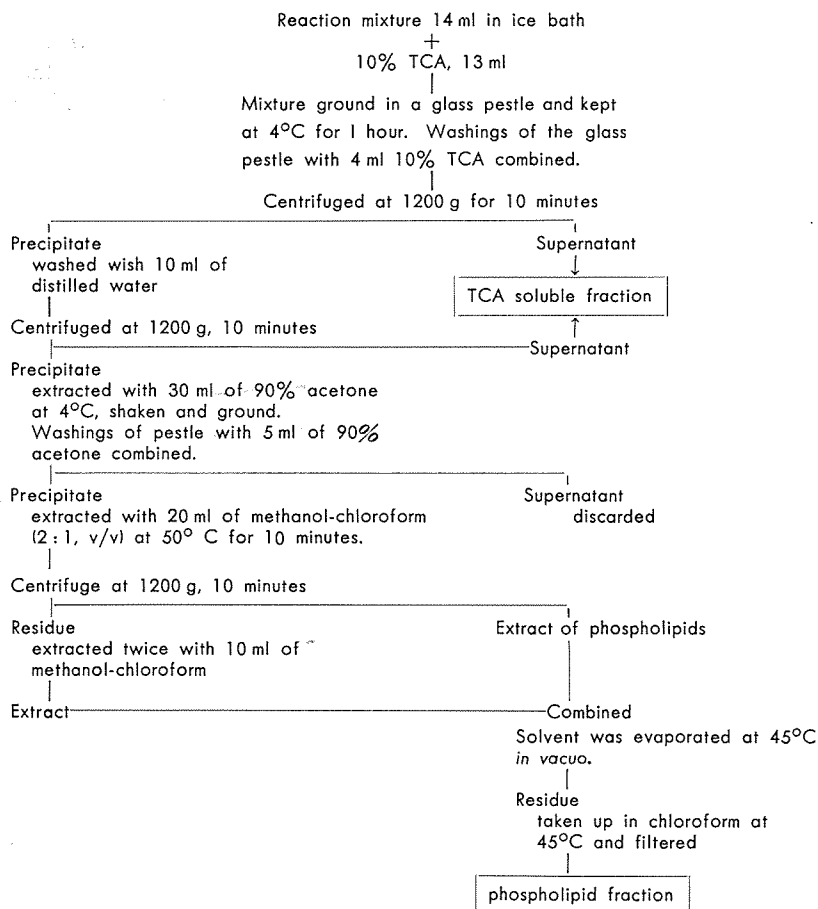 Reaction mixture 14 ml in ice bath
+
10% TCA, 13 ml
Mixture ground in a glass pestle and kept
at 4°C for 1 hour. Washings of the glass
pestle with 4 ml 10% TCA combined.
Centrifuged at 1200 g for 10 minutes
Precipitate
washed wish 10 ml of
distilled water
Supernatant
TCA soluble fraction
Centrifuged at 1200 g, 10 minutes
Supernatant
Precipitate
extracted with 30 ml of 90% acetone
at 4°C, shaken and ground.
Washings of pestle with 5 ml of 90%
acetone combined.
Precipitate
extracted with 20 ml of methanol-chloroform
(2 : 1, v/v) at 50° C for 10 minutes.
Supernatant
discarded
Centrifuge at 1200 g, 10 minutes
Residue
extracted twice with 10 ml of
methanol-chloroform
Extract of phospholipids
Extract
Combined
Solvent was evaporated at 45°C
in vacuo.
Residue
taken up in chloroform at
45°C and filtered
phospholipid fraction